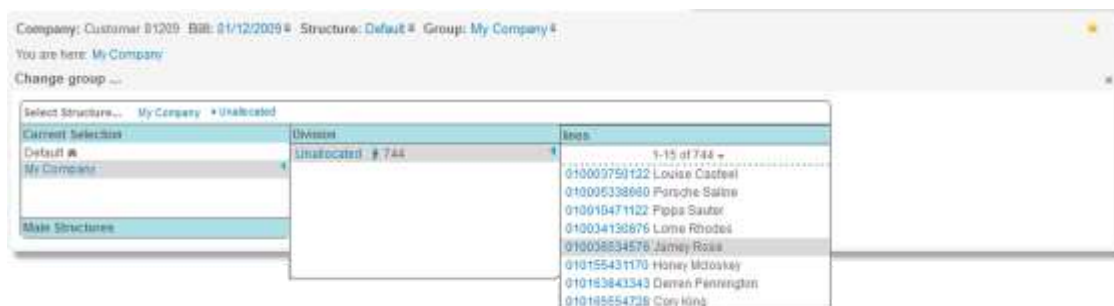 Company: Customer 01209 Bill: 01/12/2009 Structure: Default Group: My Company
You are here: My Company
Change group ...
Select Structure... My Company Unallocated
Current Selection
Default
My Company
Main Structures
Division
Unallocated 744
lines
1-15 of 744
010003750122 Louise Casteel
010005338660 Porsche Saline
010010471122 Pippa Sauter
010034130876 Lorne Rhodes
010036534576 Jamey Rose
010155431170 Honey Mcloskey
010163843343 Derren Pennington
010165554728 Cory King